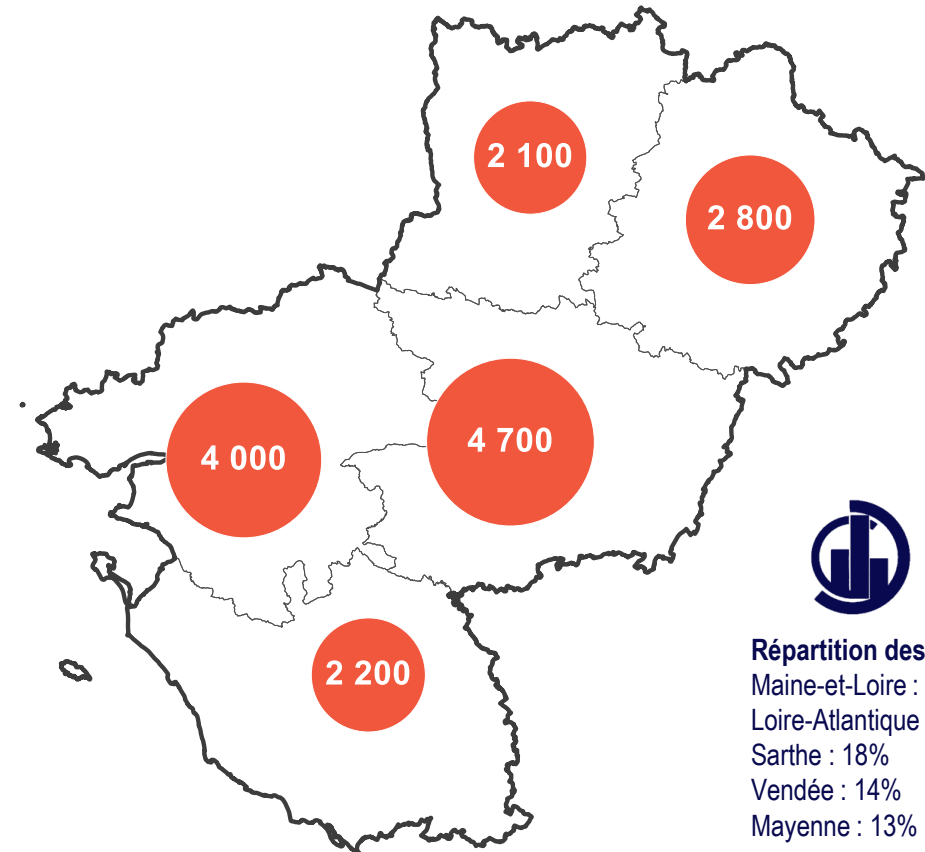 2 100
2 800
4 700
4 000
2 200
Répartition des
Maine-et-Loire :
Loire-Atlantique
Sarthe : 18%
Vendée : 14%
Mayenne : 13%